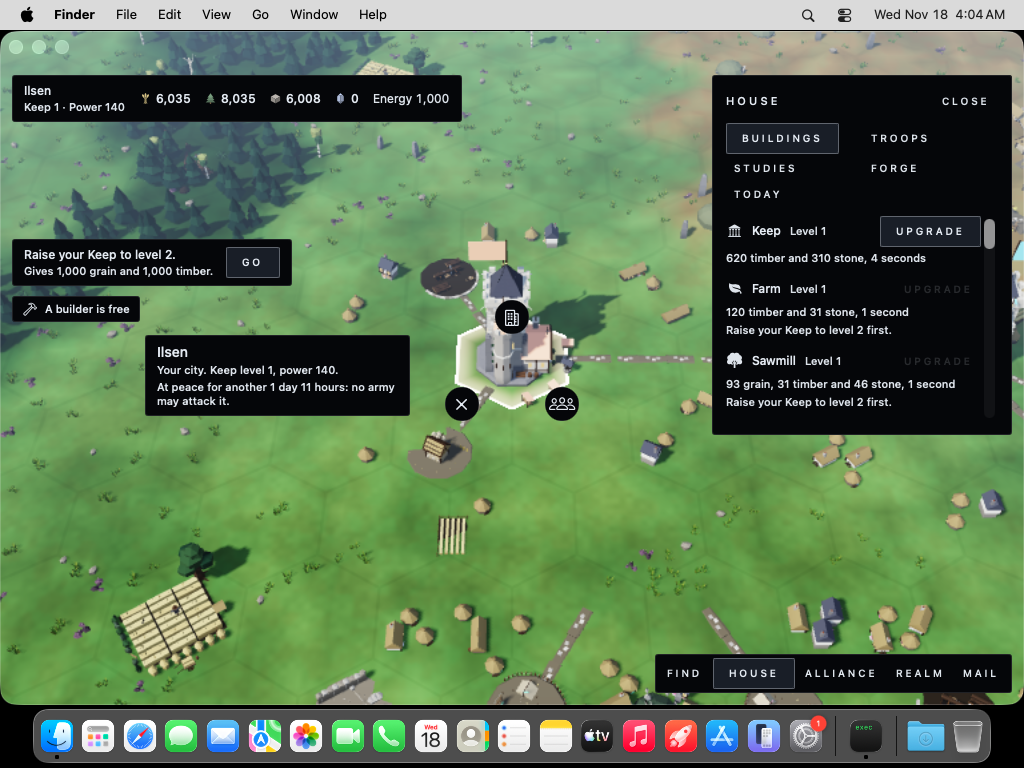 Finder File Edit View Go Window Help Wed Nov 18 4:04 AM
Ilsen
Keep 1 · Power 140
6,035 8,035 6,008 0 Energy 1,000
Raise your Keep to level 2.
Gives 1,000 grain and 1,000 timber.
GO
A builder is free
Ilsen
Your city. Keep level 1, power 140.
At peace for another 1 day 11 hours: no army
may attack it.
HOUSE CLOSE
BUILDINGS TROOPS
STUDIES FORGE
TODAY
Keep Level 1 UPGRADE
620 timber and 310 stone, 4 seconds
Farm Level 1 UPGRADE
120 timber and 31 stone, 1 second
Raise your Keep to level 2 first.
Sawmill Level 1 UPGRADE
93 grain, 31 timber and 46 stone, 1 second
Raise your Keep to level 2 first.
FIND HOUSE ALLIANCE REALM MAIL
Wed
18
tv
1
exec